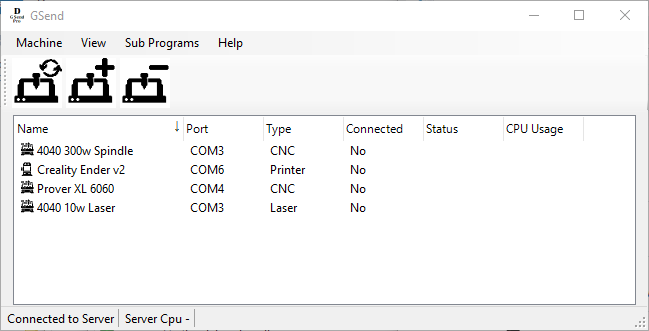 D
GSend
Pro
GSend
Machine View Sub Programs Help
Name Port Type Connected Status CPU Usage
4040 300w Spindle COM3 CNC No
Creality Ender v2 COM6 Printer No
Prover XL 6060 COM4 CNC No
4040 10w Laser COM3 Laser No
Connected to Server Server Cpu -